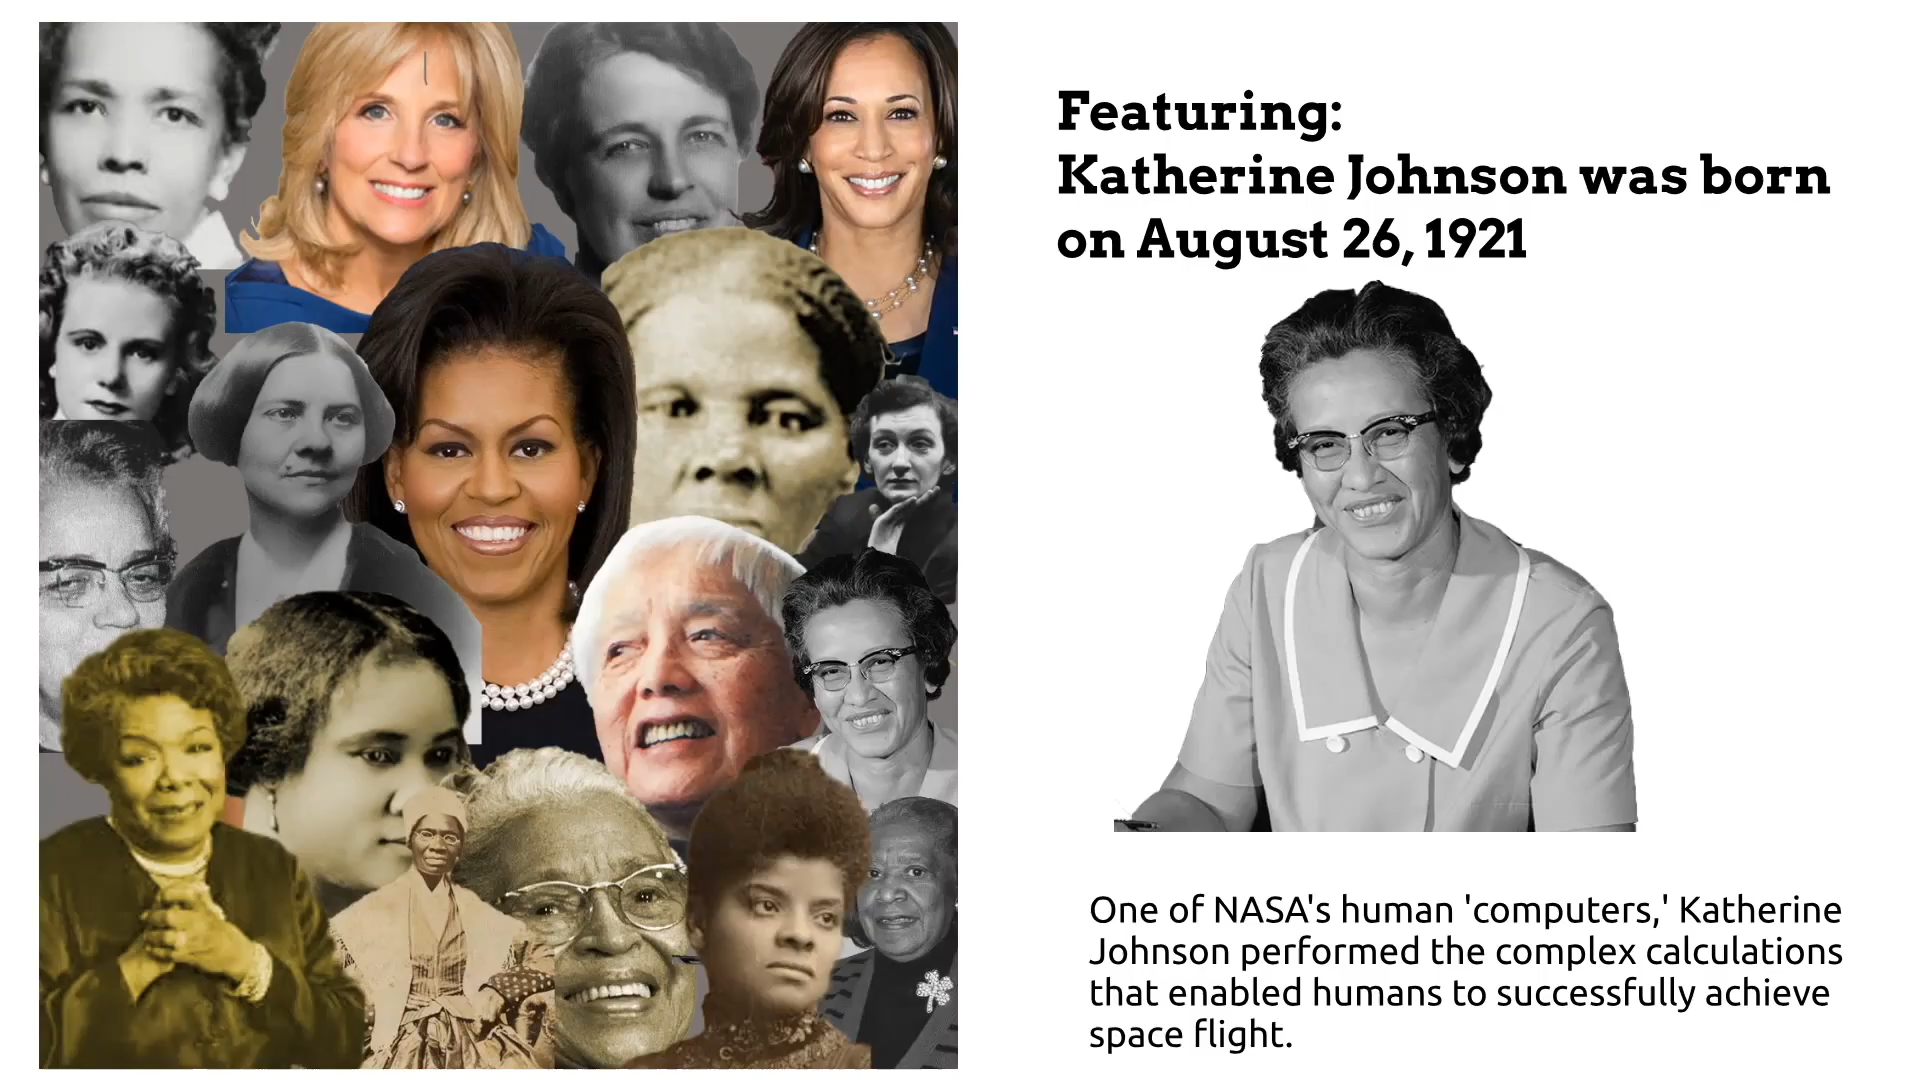 Featuring:
Katherine Johnson was born
on August 26, 1921
One of NASA's human 'computers,' Katherine
Johnson performed the complex calculations
that enabled humans to successfully achieve
space flight.